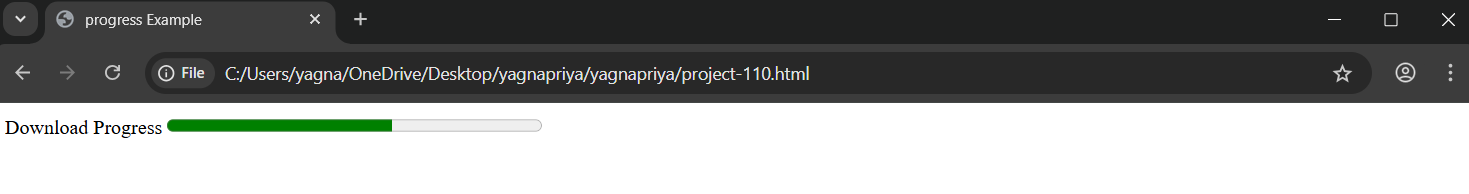 progress Example
File C:/Users/yagna/OneDrive/Desktop/yagnapriya/yagnapriya/project-110.html
Download Progress